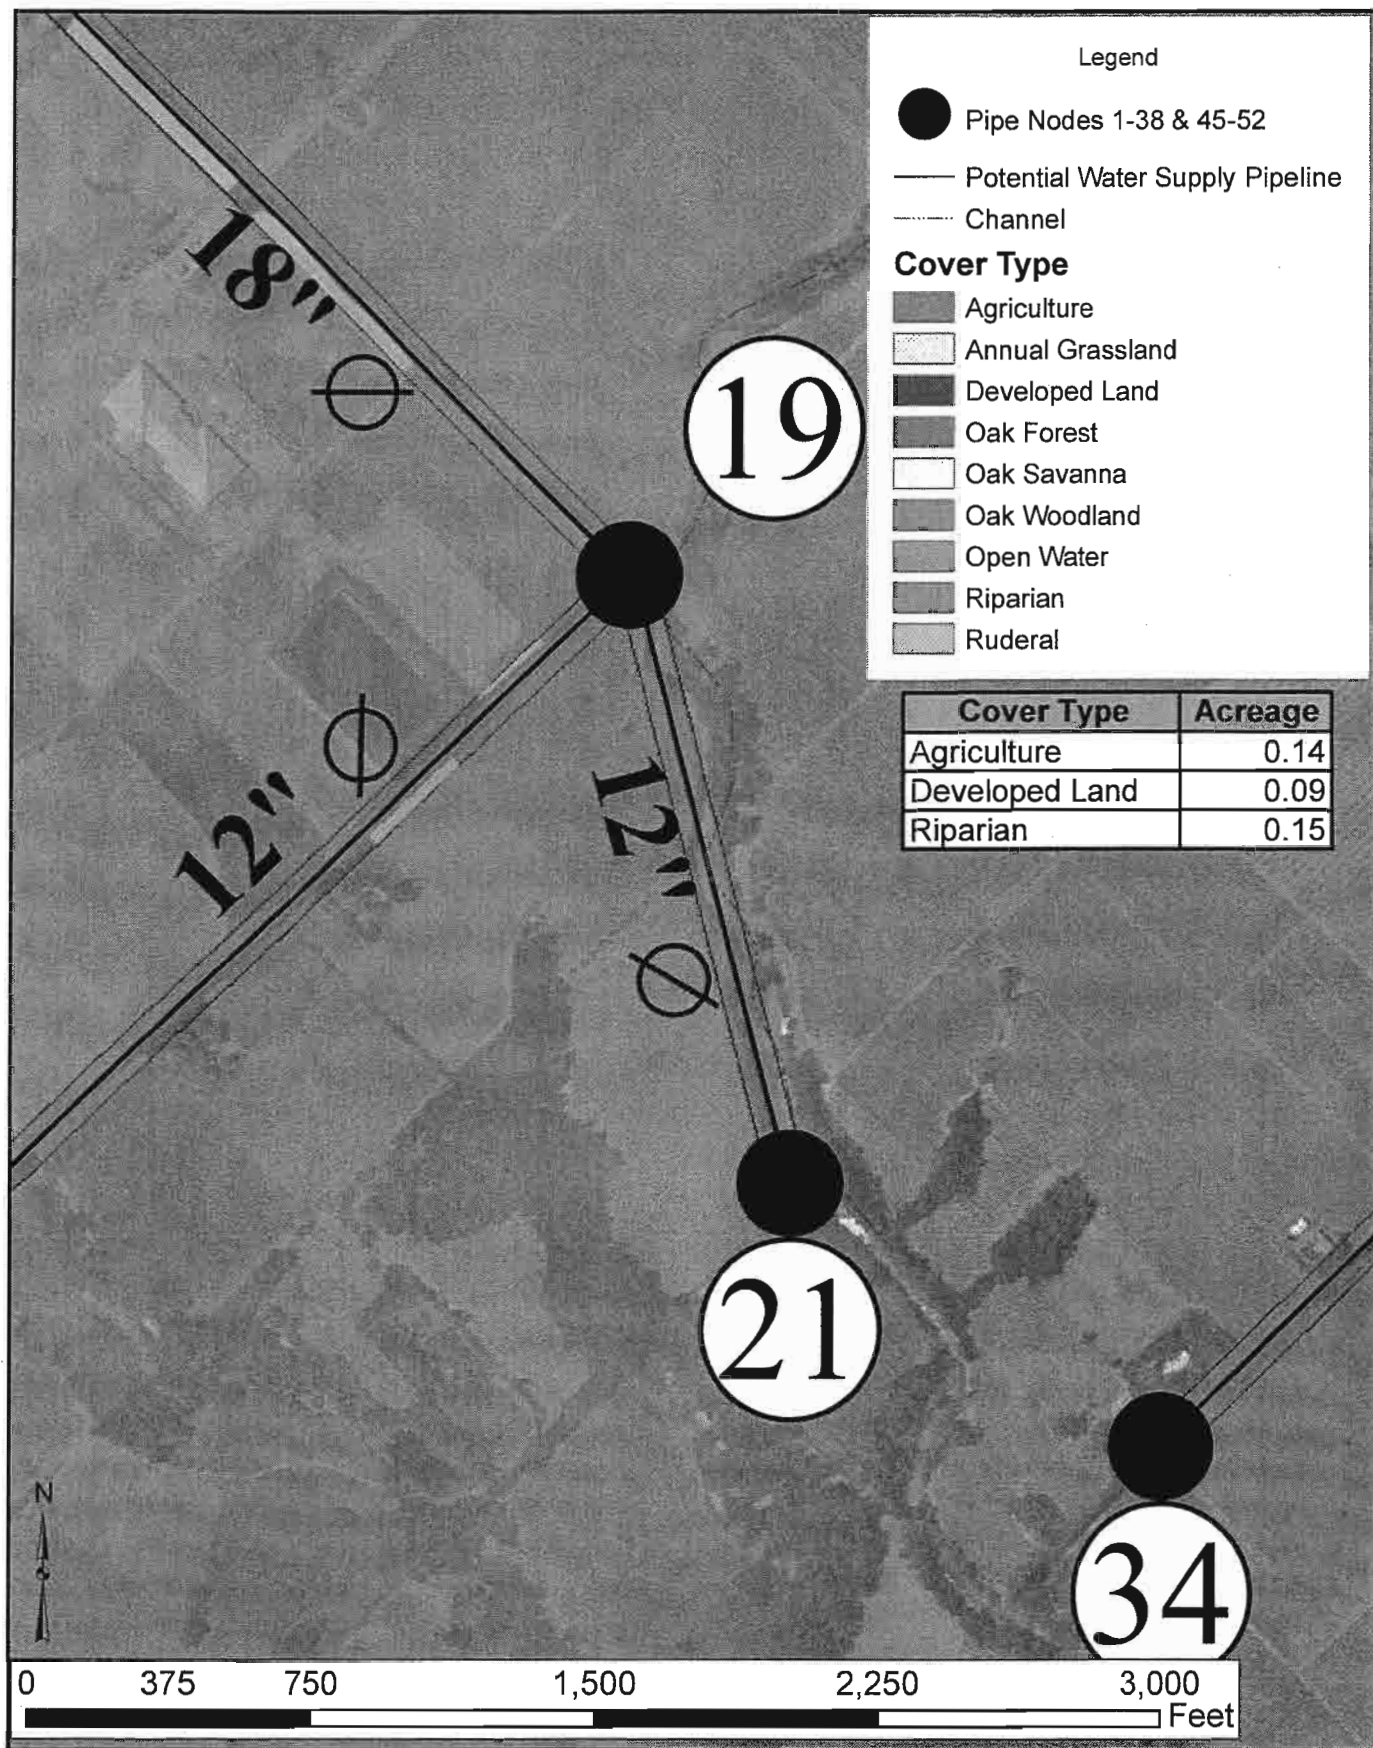 Legend
Pipe Nodes 1-38 & 45-52
Potential Water Supply Pipeline
Channel
Cover Type
Agriculture
Annual Grassland
Developed Land
Oak Forest
Oak Savanna
Oak Woodland
Open Water
Riparian
Ruderal
Cover Type Acreage
Agriculture 0.14
Developed Land 0.09
Riparian 0.15
18" ⌀
19
12" ⌀
12" ⌀
21
34
N
0 375 750 1,500 2,250 3,000
Feet